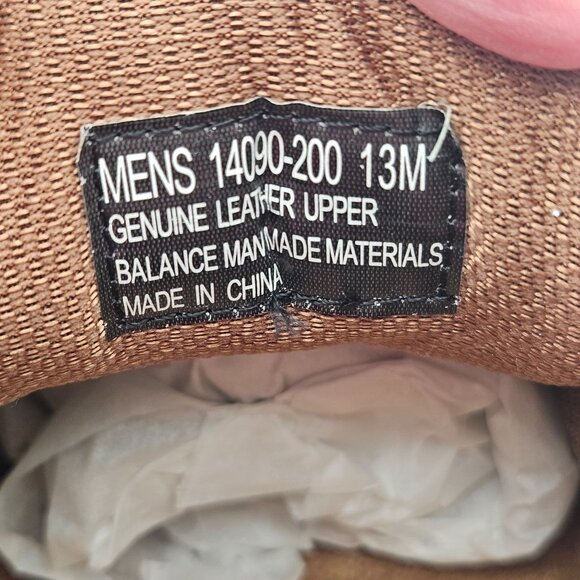 MENS 14090-200 13M
GENUINE LEATHER UPPER
BALANCE MAN MADE MATERIALS
MADE IN CHINA